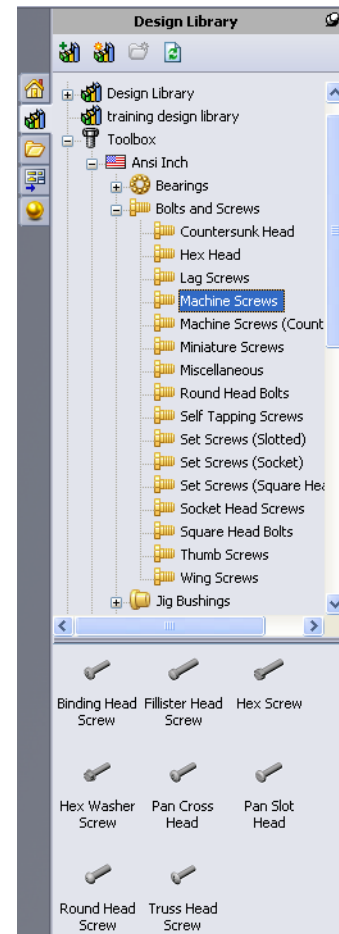 Design Library
Design Library
training design library
Toolbox
Ansi Inch
Bearings
Bolts and Screws
Countersunk Head
Hex Head
Lag Screws
Machine Screws
Machine Screws (Count
Miniature Screws
Miscellaneous
Round Head Bolts
Self Tapping Screws
Set Screws (Slotted)
Set Screws (Socket)
Set Screws (Square Hea
Socket Head Screws
Square Head Bolts
Thumb Screws
Wing Screws
Jig Bushings
Binding Head Fillister Head Hex Screw
Screw Screw
Hex Washer Pan Cross Pan Slot
Screw Head Head
Round Head Truss Head
Screw Screw